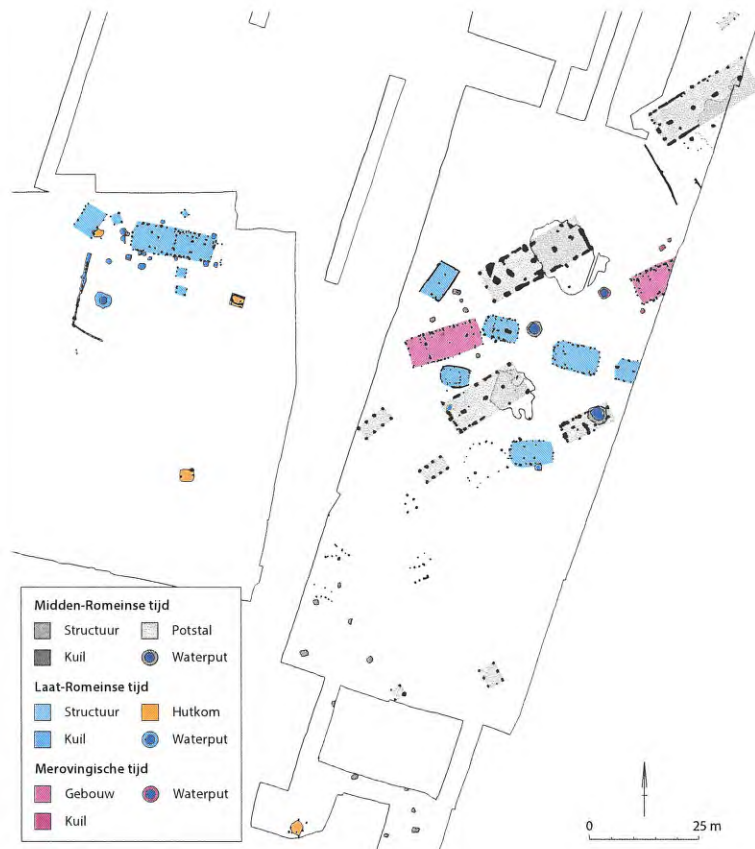 Midden-Romeinse tijd
Structuur Potstal
Kuil Waterput
Laat-Romeinse tijd
Structuur Hutkom
Kuil Waterput
Merovingische tijd
Gebouw Waterput
Kuil
0 25 m